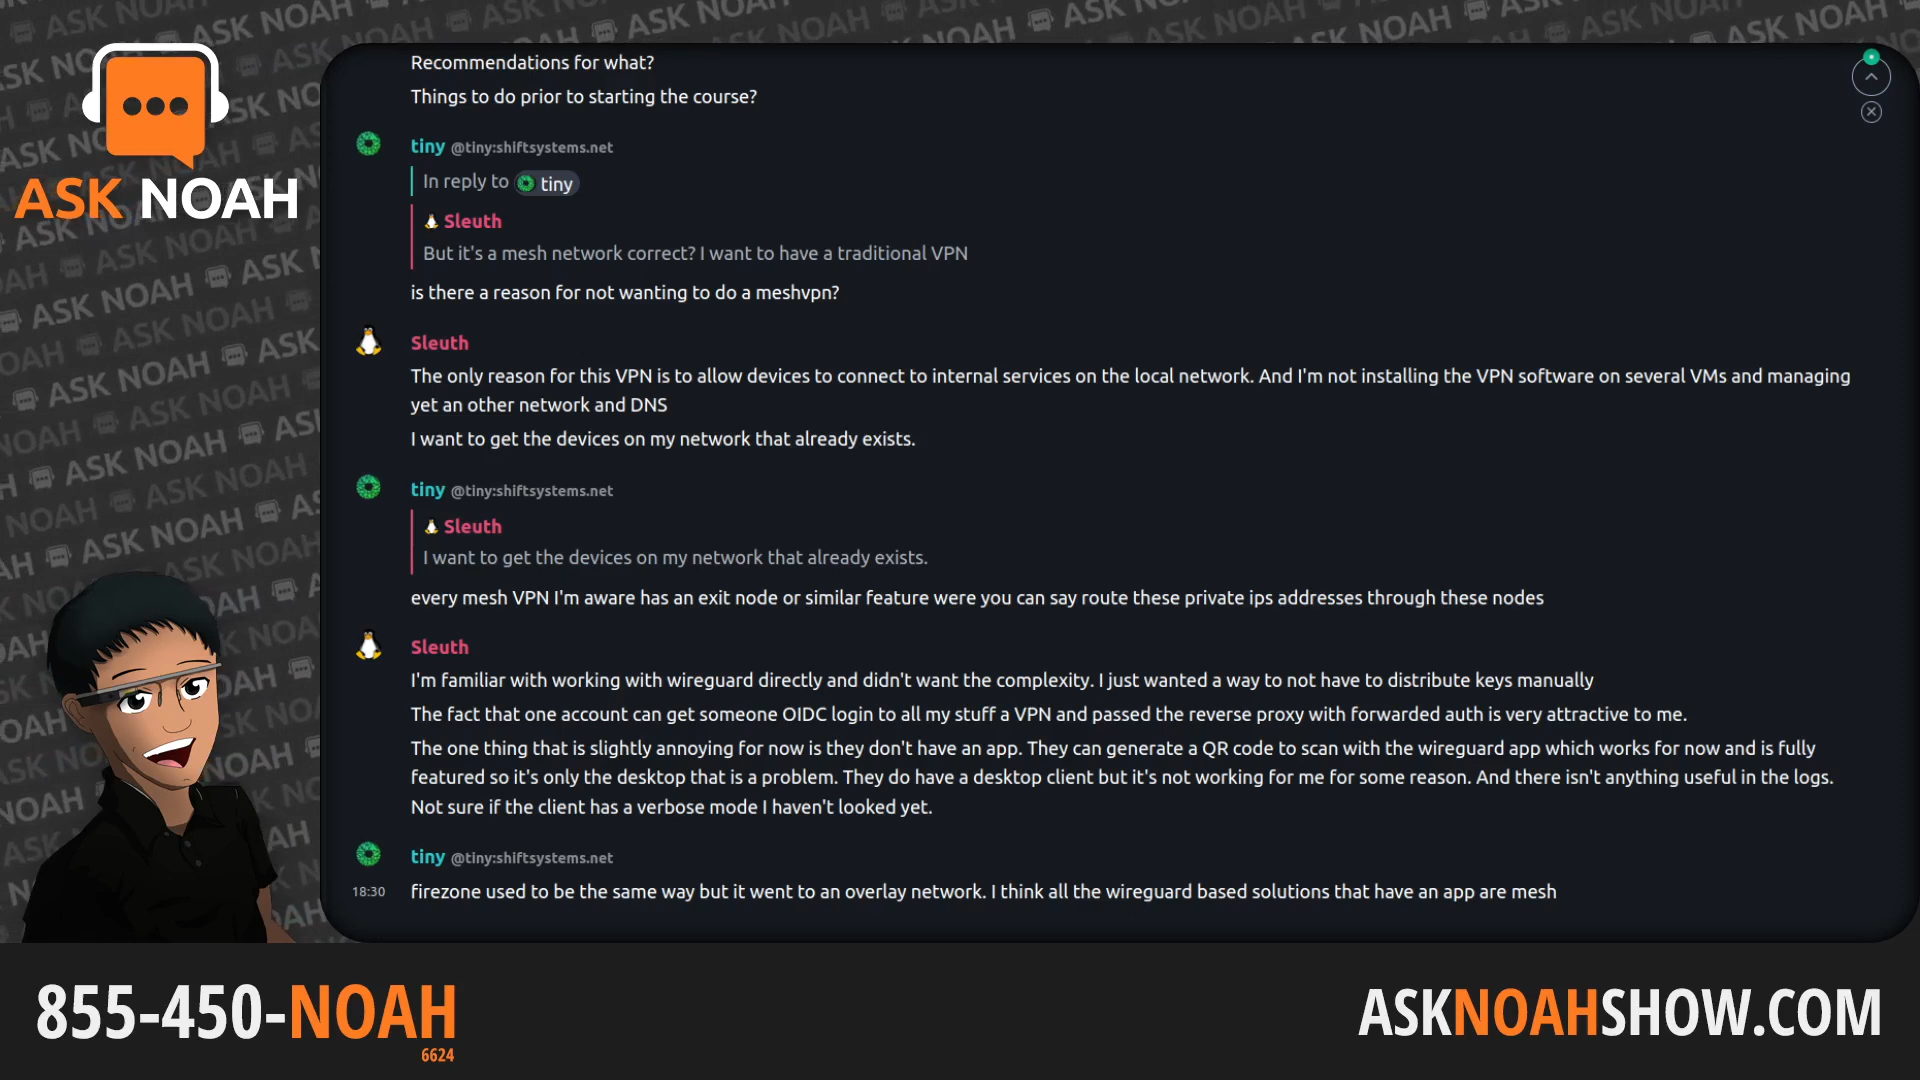 ASK NOAH
Recommendations for what?
Things to do prior to starting the course?
tiny @tiny:shiftsystems.net
In reply to tiny
Sleuth
But it's a mesh network correct? I want to have a traditional VPN
is there a reason for not wanting to do a meshvpn?
Sleuth
The only reason for this VPN is to allow devices to connect to internal services on the local network. And I'm not installing the VPN software on several VMs and managing
yet an other network and DNS
I want to get the devices on my network that already exists.
tiny @tiny:shiftsystems.net
Sleuth
I want to get the devices on my network that already exists.
every mesh VPN I'm aware has an exit node or similar feature were you can say route these private ips addresses through these nodes
Sleuth
I'm familiar with working with wireguard directly and didn't want the complexity. I just wanted a way to not have to distribute keys manually
The fact that one account can get someone OIDC login to all my stuff a VPN and passed the reverse proxy with forwarded auth is very attractive to me.
The one thing that is slightly annoying for now is they don't have an app. They can generate a QR code to scan with the wireguard app which works for now and is fully
featured so it's only the desktop that is a problem. They do have a desktop client but it's not working for me for some reason. And there isn't anything useful in the logs.
Not sure if the client has a verbose mode I haven't looked yet.
tiny @tiny:shiftsystems.net
18:30 firezone used to be the same way but it went to an overlay network. I think all the wireguard based solutions that have an app are mesh
855-450-NOAH
6624
ASKNOAHSHOW.COM